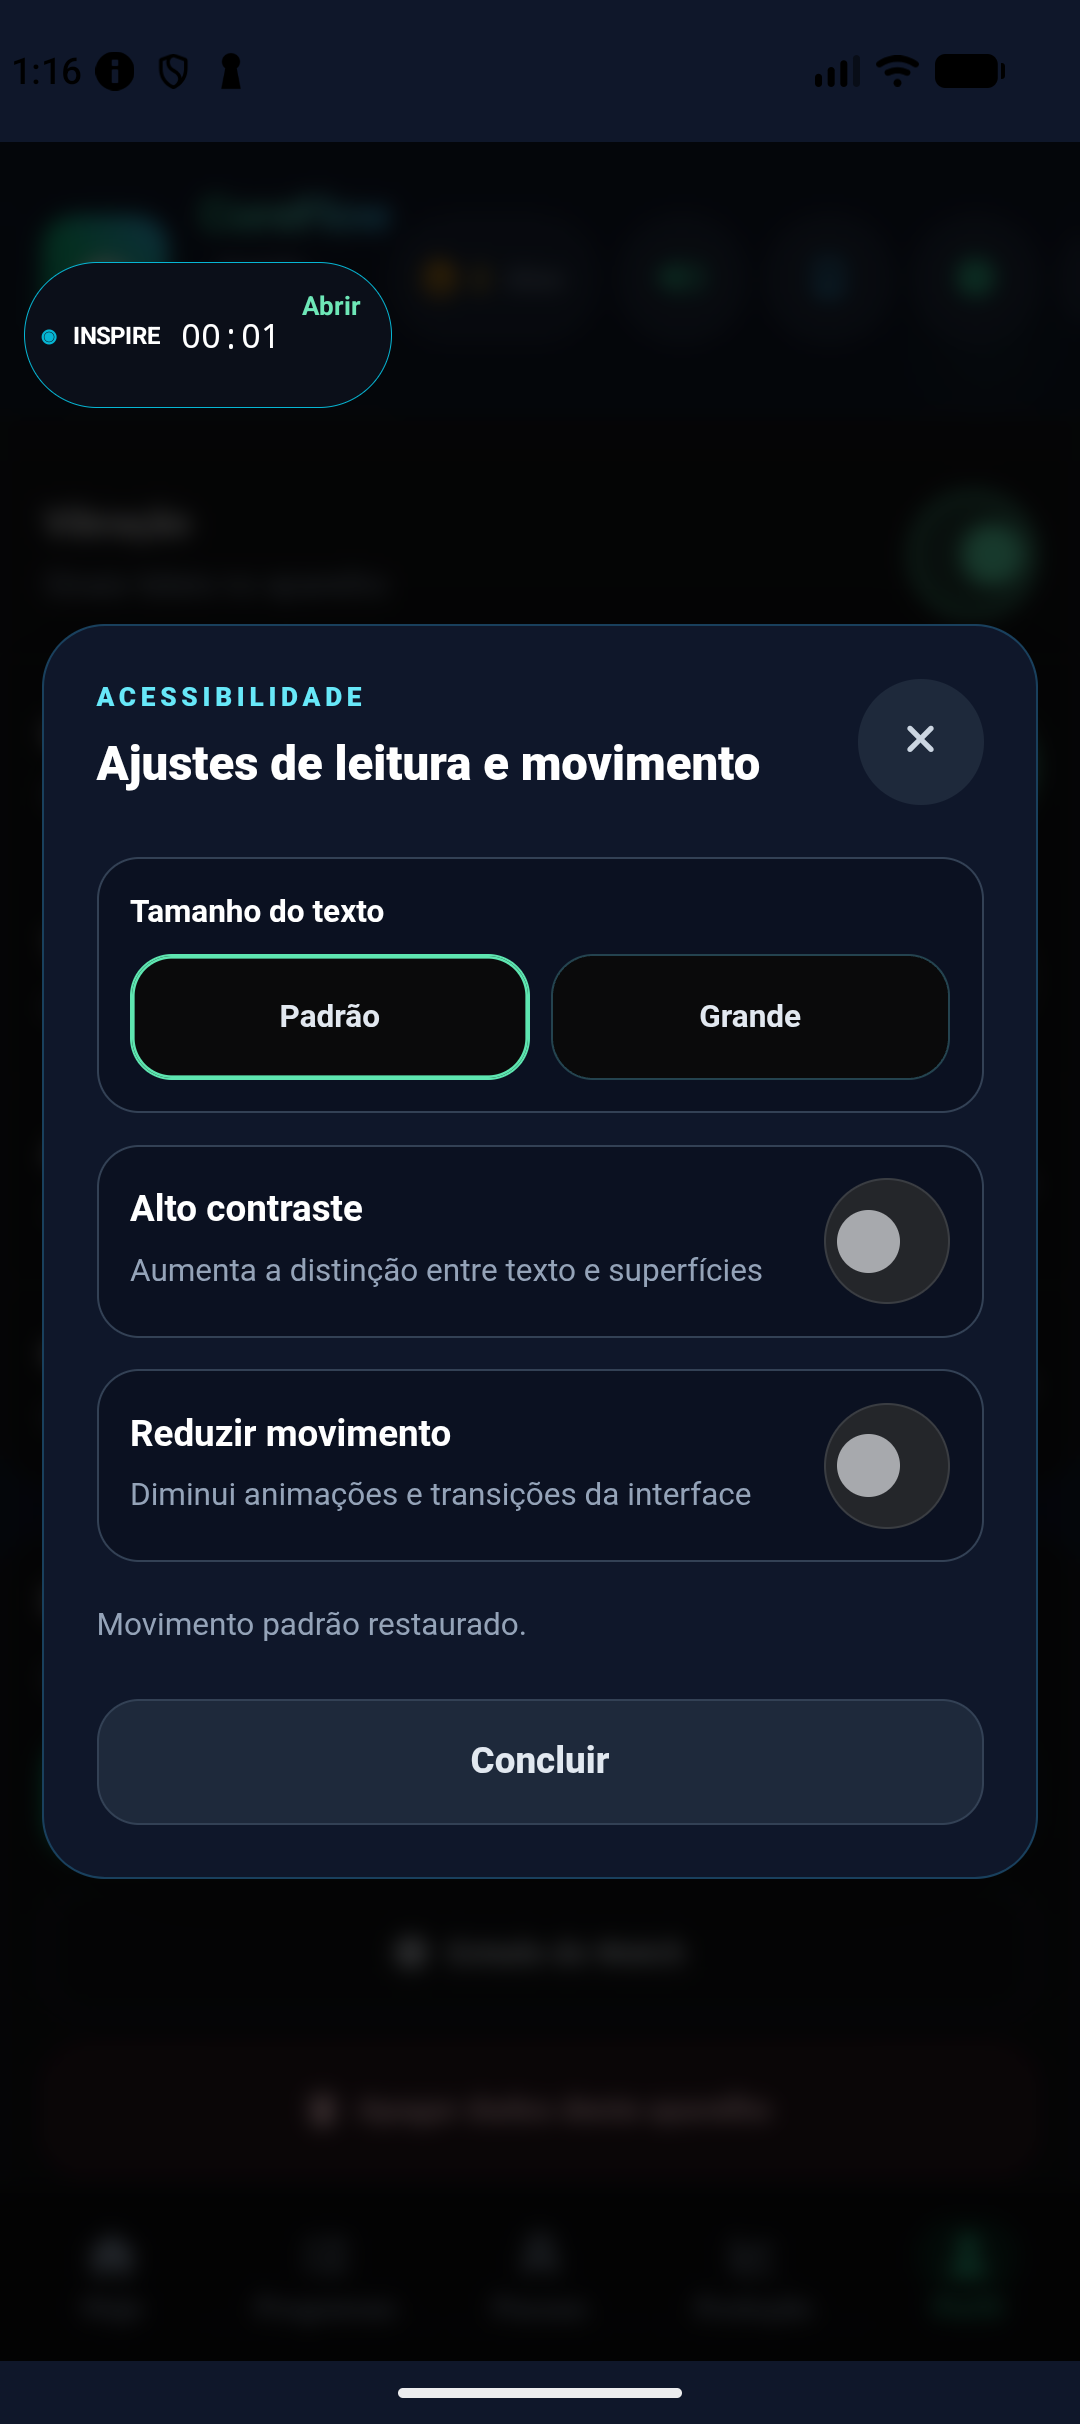 1:16
Abrir
INSPIRE 00:01
ACESSIBILIDADE
Ajustes de leitura e movimento
Tamanho do texto
Padrão
Grande
Alto contraste
Aumenta a distinção entre texto e superfícies
Reduzir movimento
Diminui animações e transições da interface
Movimento padrão restaurado.
Concluir